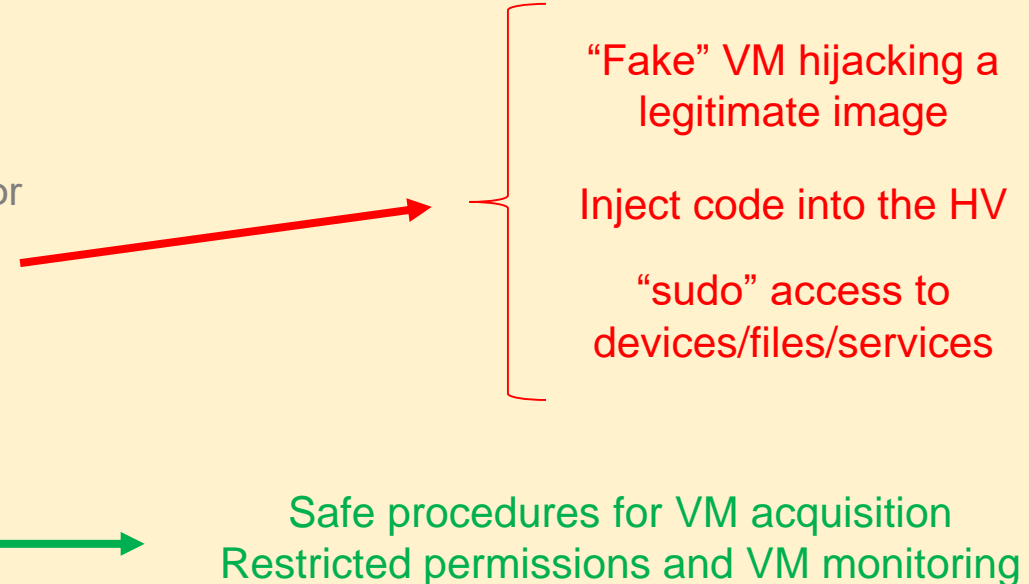 “Fake” VM hijacking a
legitimate image
or
Inject code into the HV
“sudo” access to
devices/files/services
Safe procedures for VM acquisition
Restricted permissions and VM monitoring